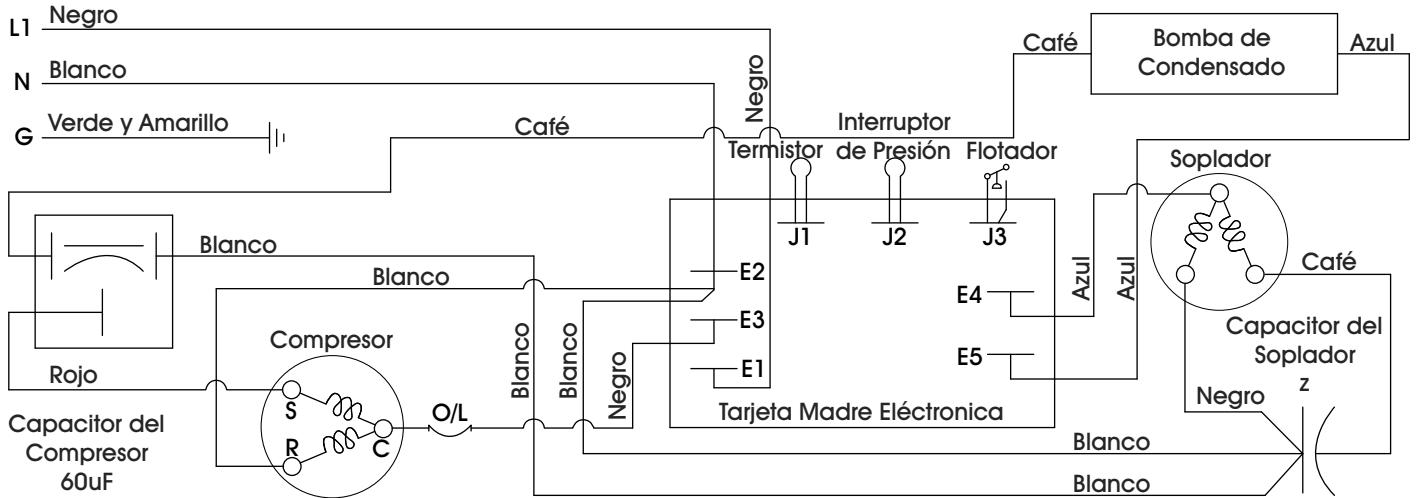 L1
Negro
N
Blanco
G
Verde y Amarillo
Café
Café
Bomba de
Condensado
Azul
Negro
Termistor
Interruptor
de Presión
Flotador
Soplador
J1
J2
J3
Blanco
Blanco
E2
E3
E1
E4
E5
Azul
Azul
Café
Capacitor del
Soplador
z
Negro
Compresor
Rojo
S
R
C
O/L
Blanco
Blanco
Negro
Tarjeta Madre Eléctronica
Capacitor del
Compresor
60uF
Blanco
Blanco